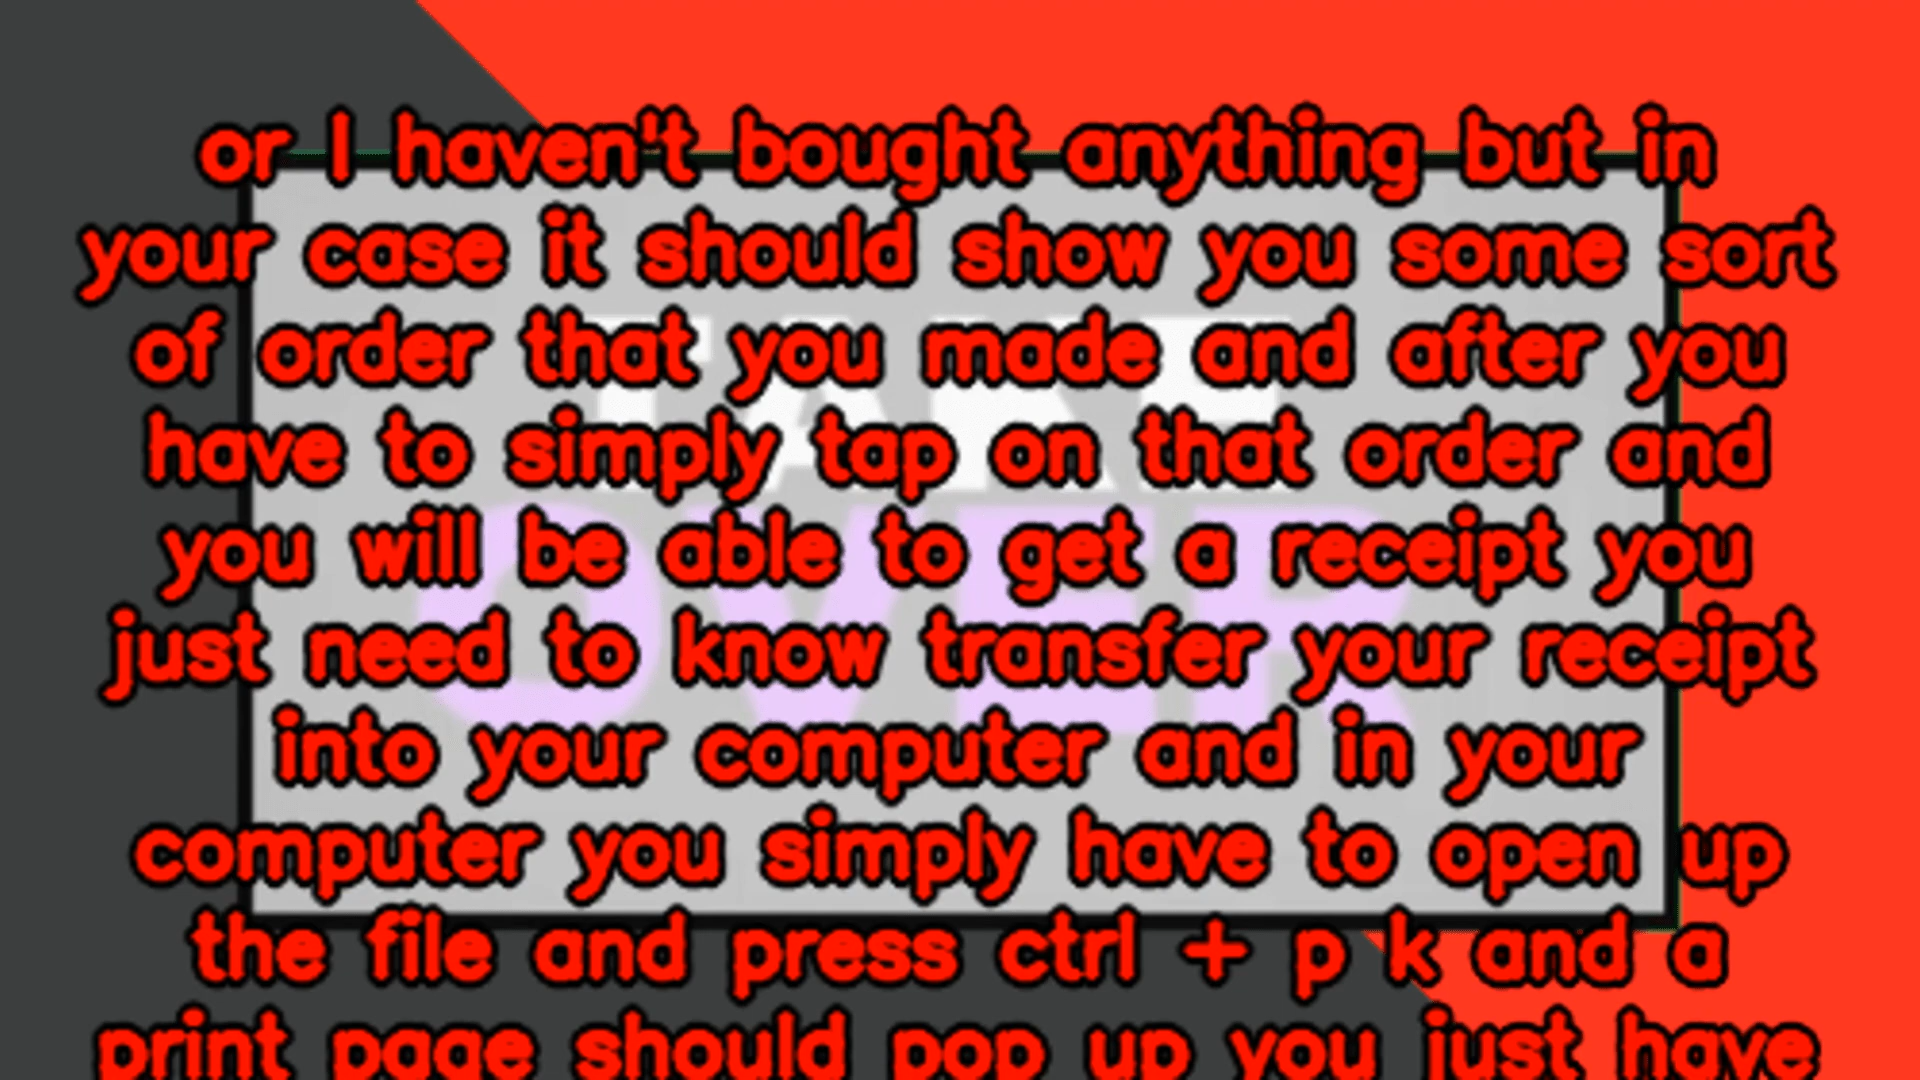 or I haven't bought anything but in
your case it should show you some sort
of order that you made and after you
have to simply tap on that order and
you will be able to get a receipt you
just need to know transfer your receipt
into your computer and in your
computer you simply have to open up
the file and press ctrl + p k and a
print page should pop up you just have
TAKE
OVER